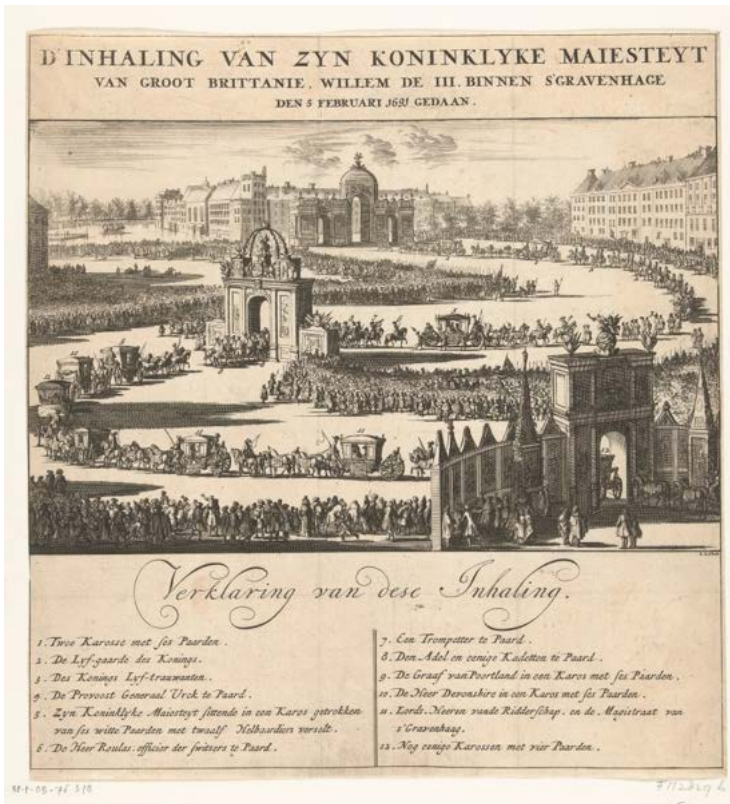 D'INHALING VAN ZYN KONINKLYKE MAIESTEYT
VAN GROOT BRITTANIE, WILLEM DE III. BINNEN S'GRAVENHAGE
DEN 5 FEBRUARI 1691 GEDAAN.
Verklaring van dese Inhaling.
1. Twee Karosse met ses Paarden.
2. De Lyf-gaarde des Konings.
3. Des Konings Lyf-trauwanten.
4. De Provoost Generaal Urck te Paard.
5. Zyn Koninklyke Maiesteyt sittende in een Karos getrokken
van ses witte Paarden met twaalf Helbardiers verselt.
6. De Heer Roulas officier der switsers te Paard.
7. Een Trompetter te Paard.
8. Den Adel en eenige Kadetten te Paard.
9. De Graaf van Poortland in een Karos met ses Paarden.
10. De Heer Devonshire in een Karos met ses Paarden.
11. Lords. Heeren vande Ridderschap, en de Magistraat van
s'Gravenhaag.
12. Nog eenige Karossen met vier Paarden.